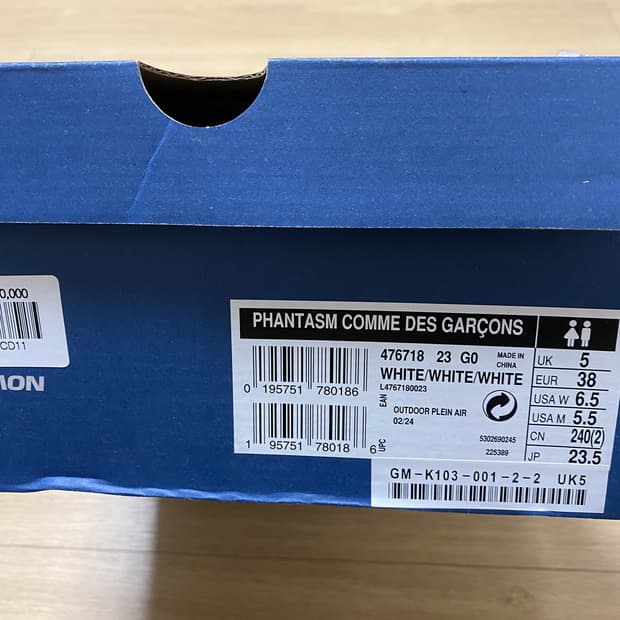 0,000
CD11
MON
PHANTASM COMME DES GARÇONS
476718 23 G0
MADE IN
CHINA
WHITE/WHITE/WHITE
L4767180023
0 195751 780186
EAN
OUTDOOR PLEIN AIR
02/24
1 95751 78018 6
UPC
5302690245
225389
UK 5
EUR 38
USA W 6.5
USA M 5.5
CN 240(2)
JP 23.5
GM-K103-001-2-2 UK5